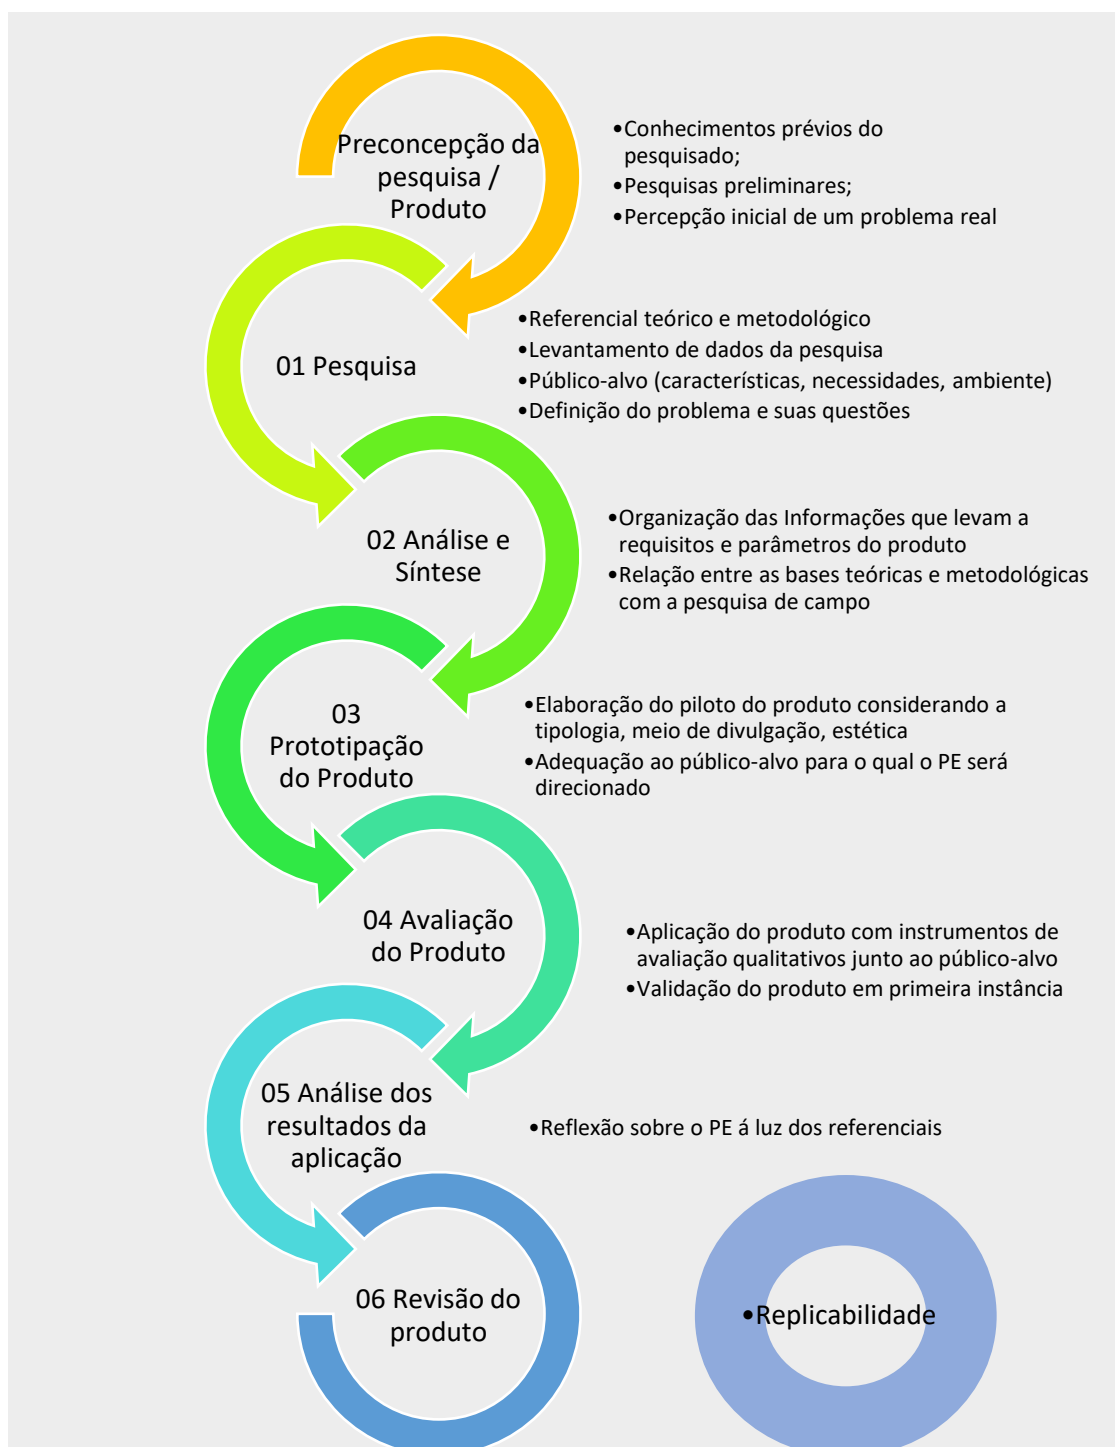 Preconcepção da
pesquisa /
Produto
•Conhecimentos prévios do
pesquisado;
•Pesquisas preliminares;
•Percepção inicial de um problema real
01 Pesquisa
•Referencial teórico e metodológico
•Levantamento de dados da pesquisa
•Público-alvo (características, necessidades, ambiente)
•Definição do problema e suas questões
02 Análise e
Síntese
•Organização das Informações que levam a
requisitos e parâmetros do produto
•Relação entre as bases teóricas e metodológicas
com a pesquisa de campo
03
Prototipação
do Produto
•Elaboração do piloto do produto considerando a
tipologia, meio de divulgação, estética
•Adequação ao público-alvo para o qual o PE será
direcionado
04 Avaliação
do Produto
•Aplicação do produto com instrumentos de
avaliação qualitativos junto ao público-alvo
•Validação do produto em primeira instância
05 Análise dos
resultados da
aplicação
•Reflexão sobre o PE á luz dos referenciais
06 Revisão do
produto
•Replicabilidade